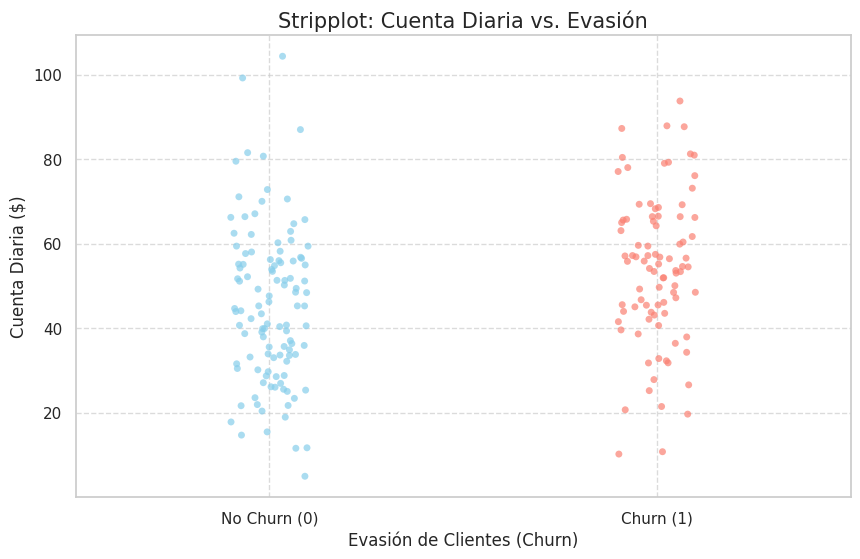 Stripplot: Cuenta Diaria vs. Evasión
100
80
60
40
20
Cuenta Diaria ($)
No Churn (0)
Churn (1)
Evasión de Clientes (Churn)